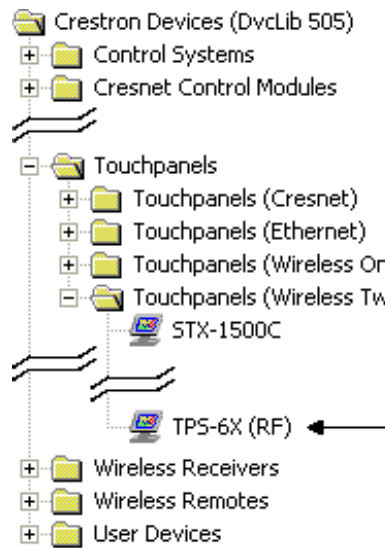 Crestron Devices (DvcLib 505)
Control Systems
Cresnet Control Modules
Touchpanels
Touchpanels (Cresnet)
Touchpanels (Ethernet)
Touchpanels (Wireless On
Touchpanels (Wireless Tw
STX-1500C
TPS-6X (RF)
Wireless Receivers
Wireless Remotes
User Devices